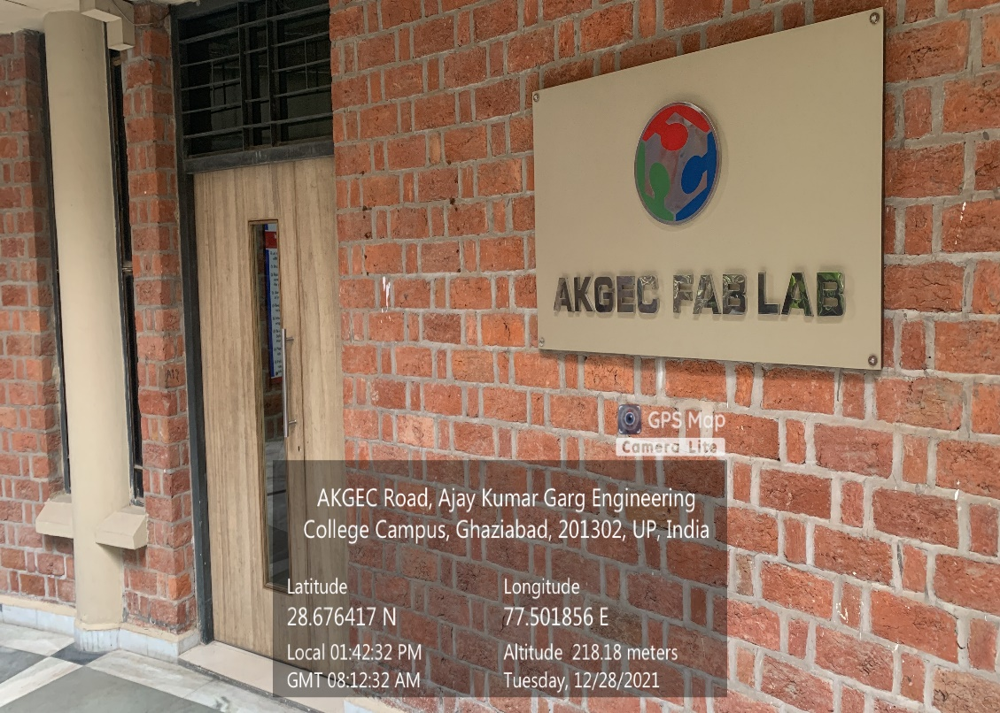 AKGEC FAB LAB
GPS Map
Camera Lite
AKGEC Road, Ajay Kumar Garg Engineering
College Campus, Ghaziabad, 201302, UP, India
Latitude
28.676417 N
Longitude
77.501856 E
Local 01:42:32 PM
GMT 08:12:32 AM
Altitude 218.18 meters
Tuesday, 12/28/2021